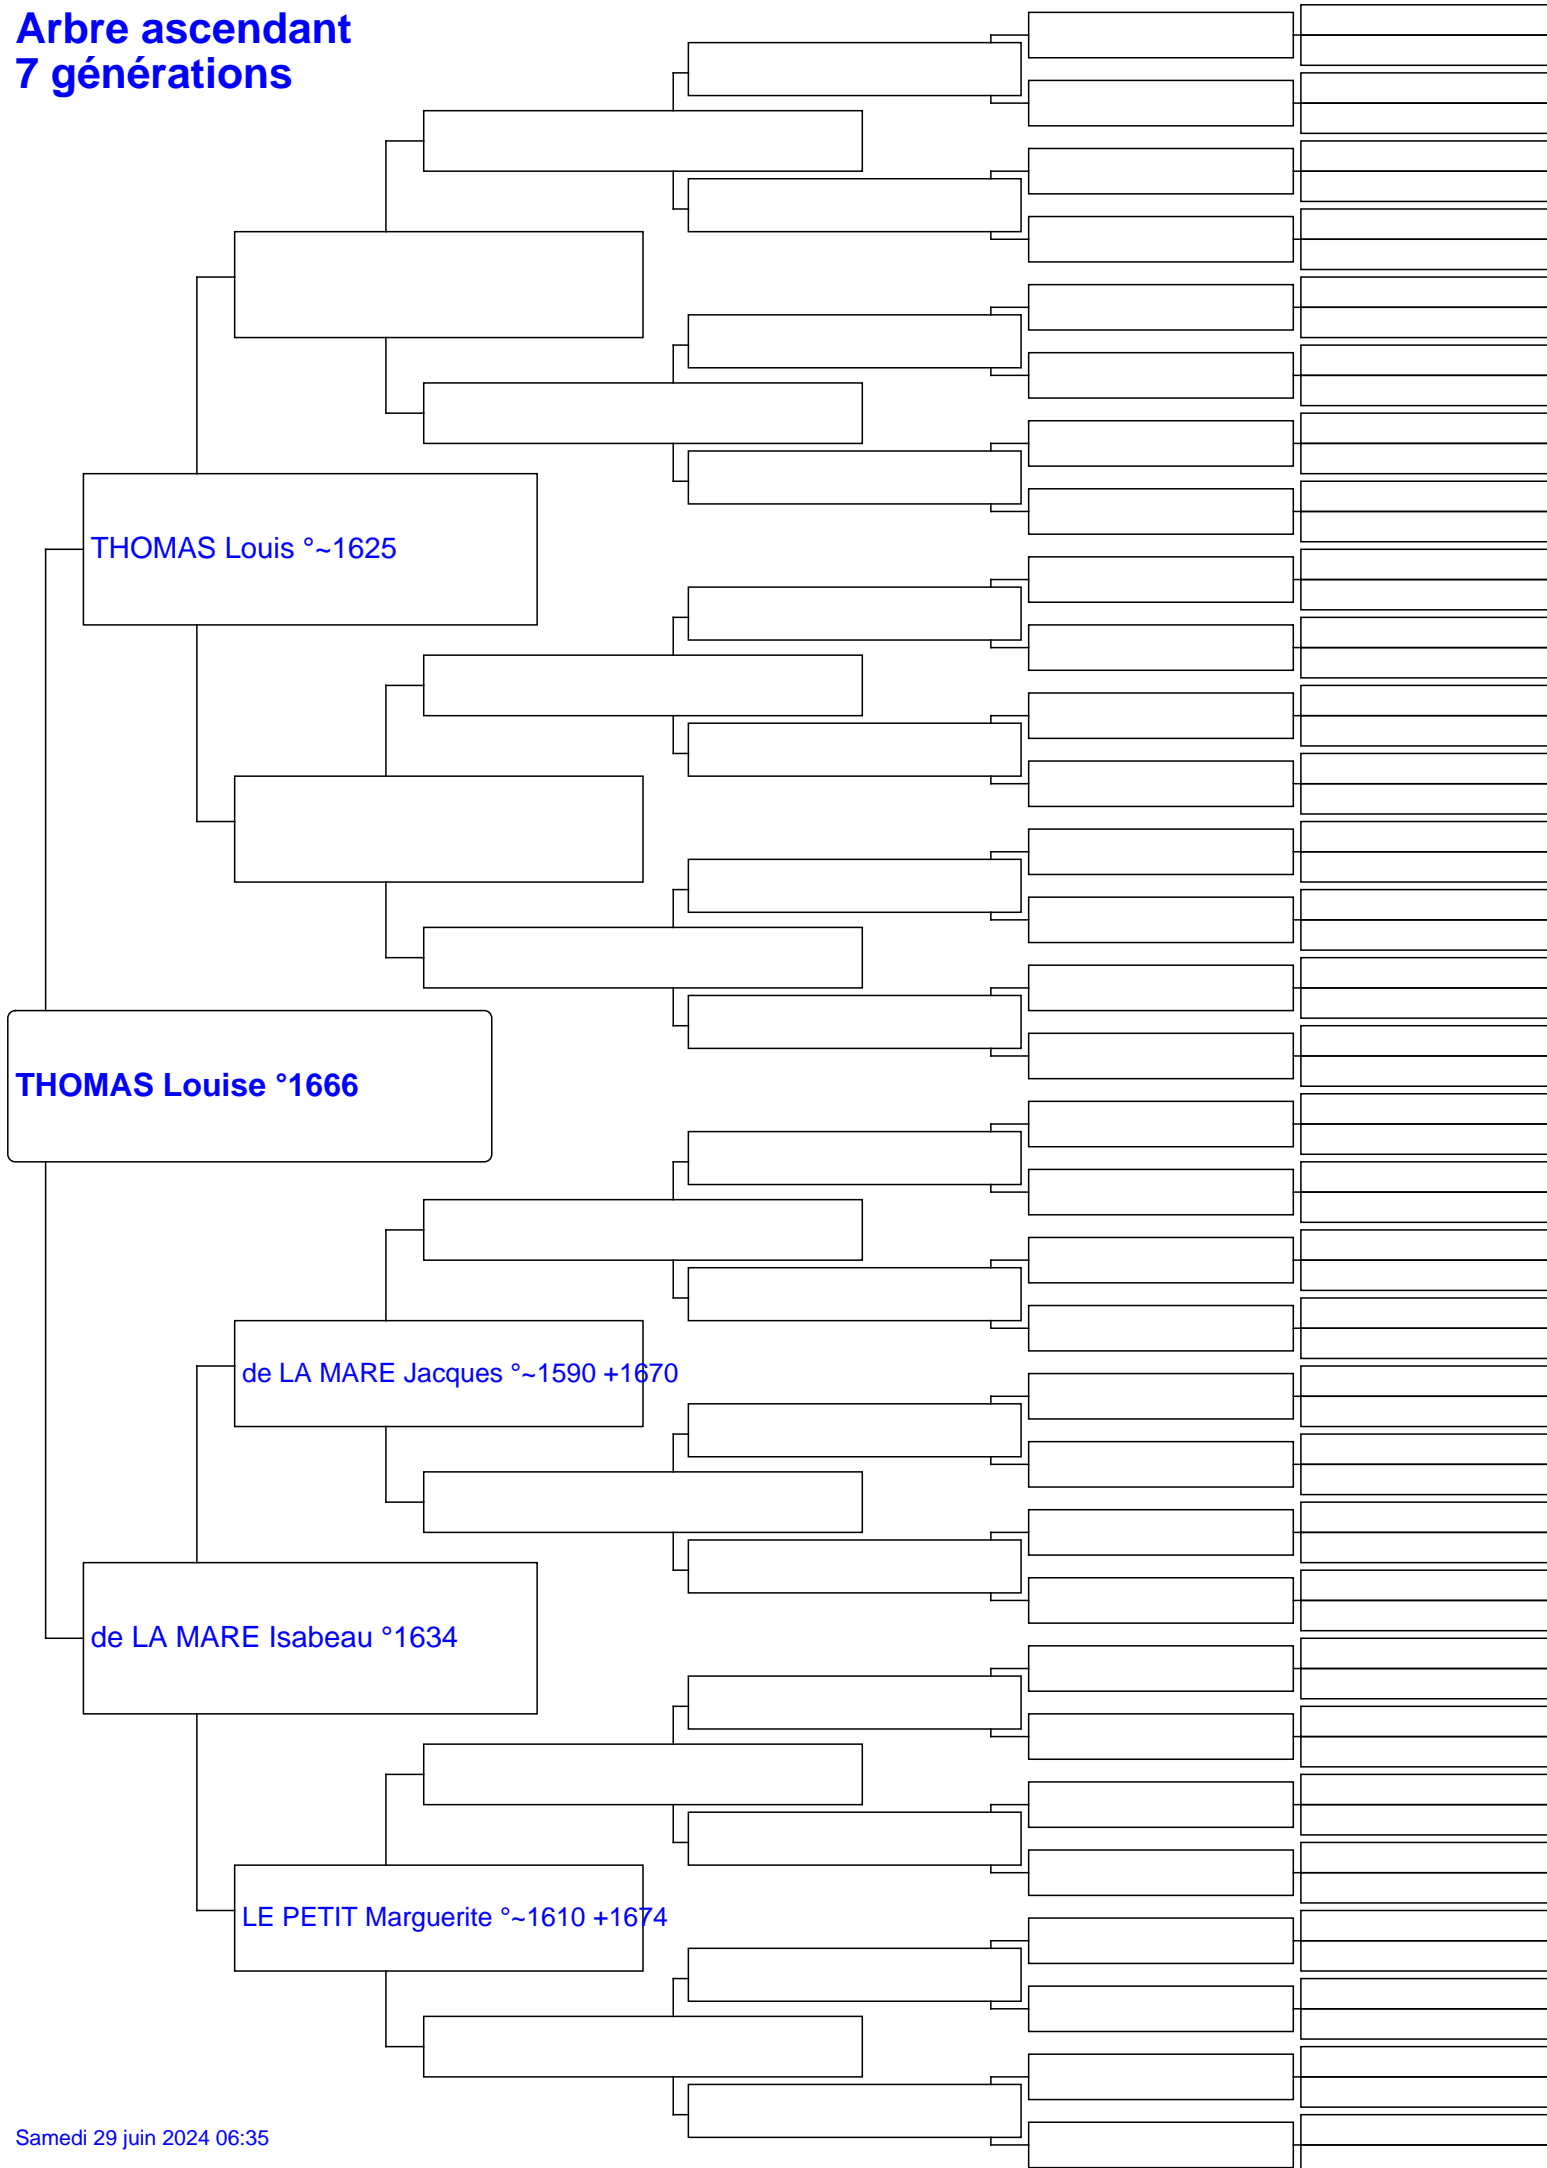 Arbre ascendant
7 générations
THOMAS Louis °~1625
THOMAS Louise °1666
de LA MARE Jacques °~1590 +1670
de LA MARE Isabeau °1634
LE PETIT Marguerite °~1610 +1674
Samedi 29 juin 2024 06:35